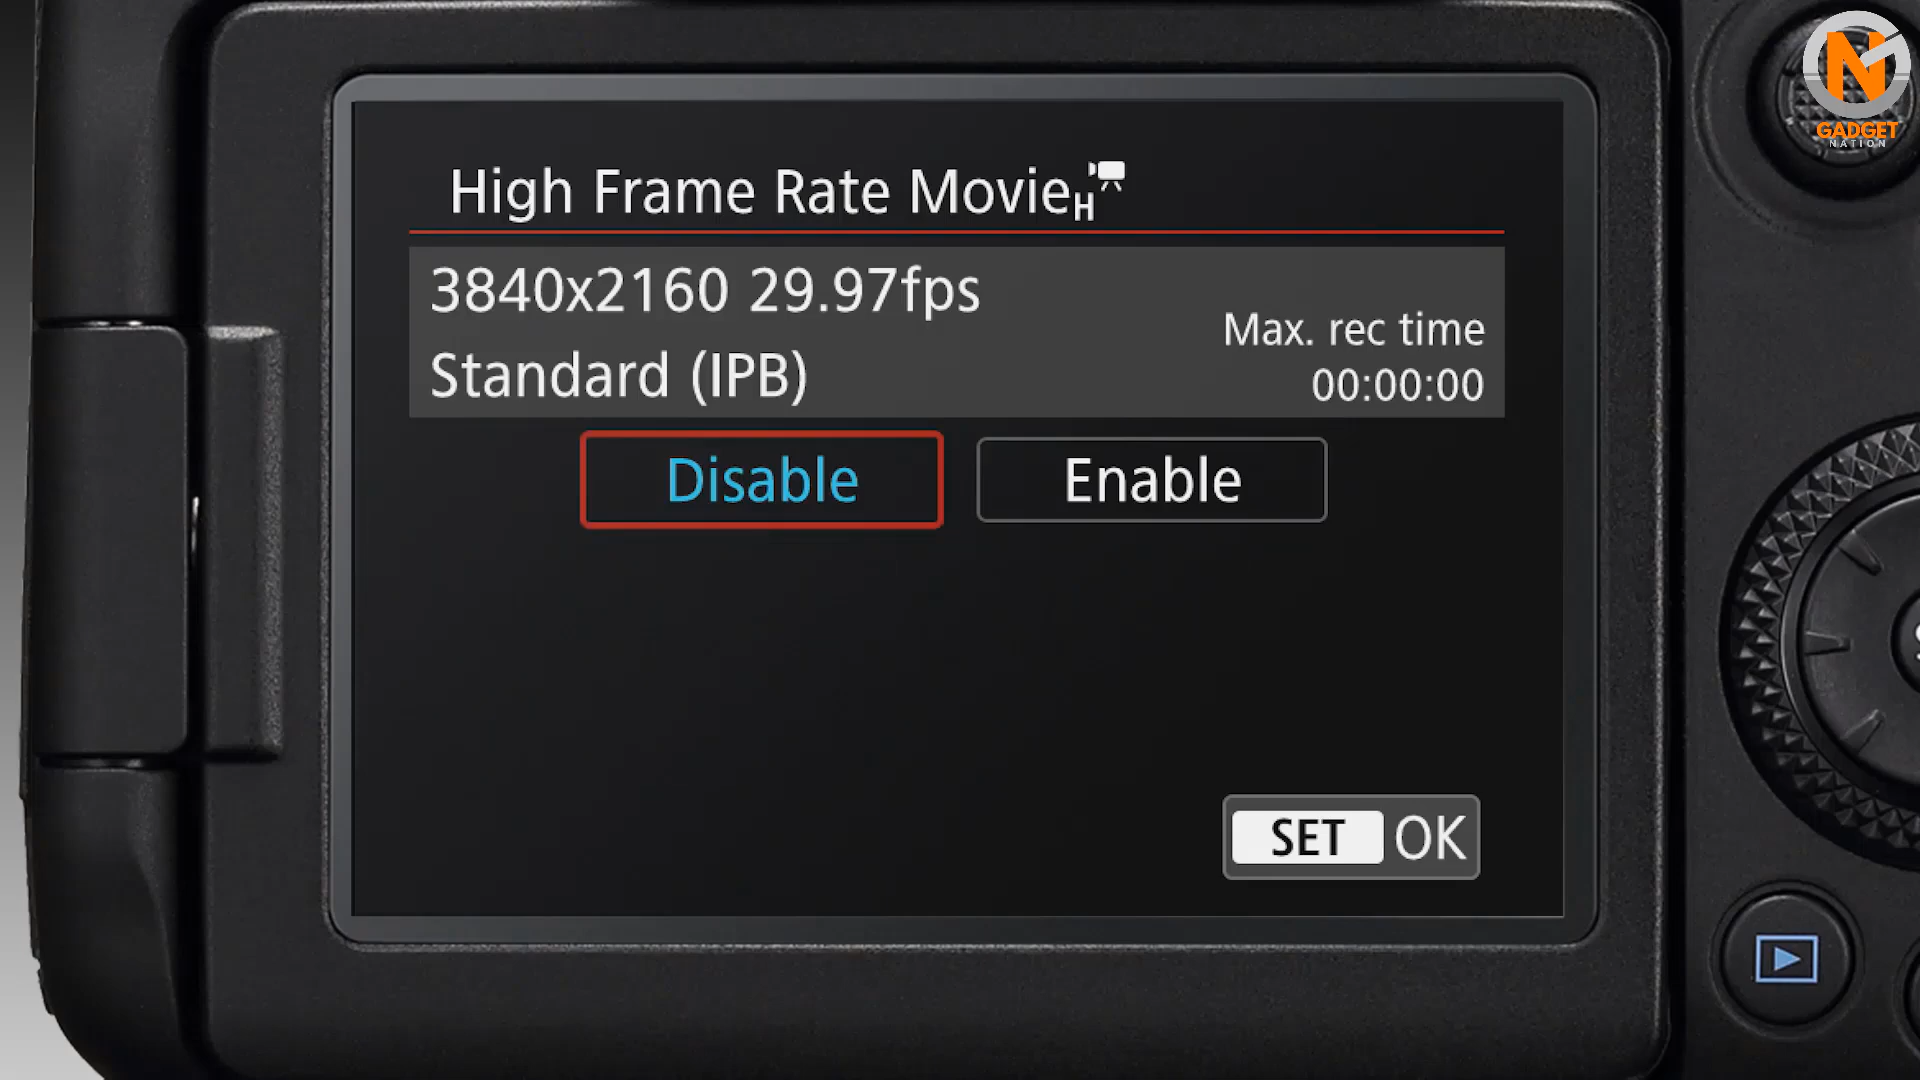 High Frame Rate Movie H
3840x2160 29.97fps
Standard (IPB)
Max. rec time
00:00:00
Disable
Enable
SET OK
N
GADGET
NATION